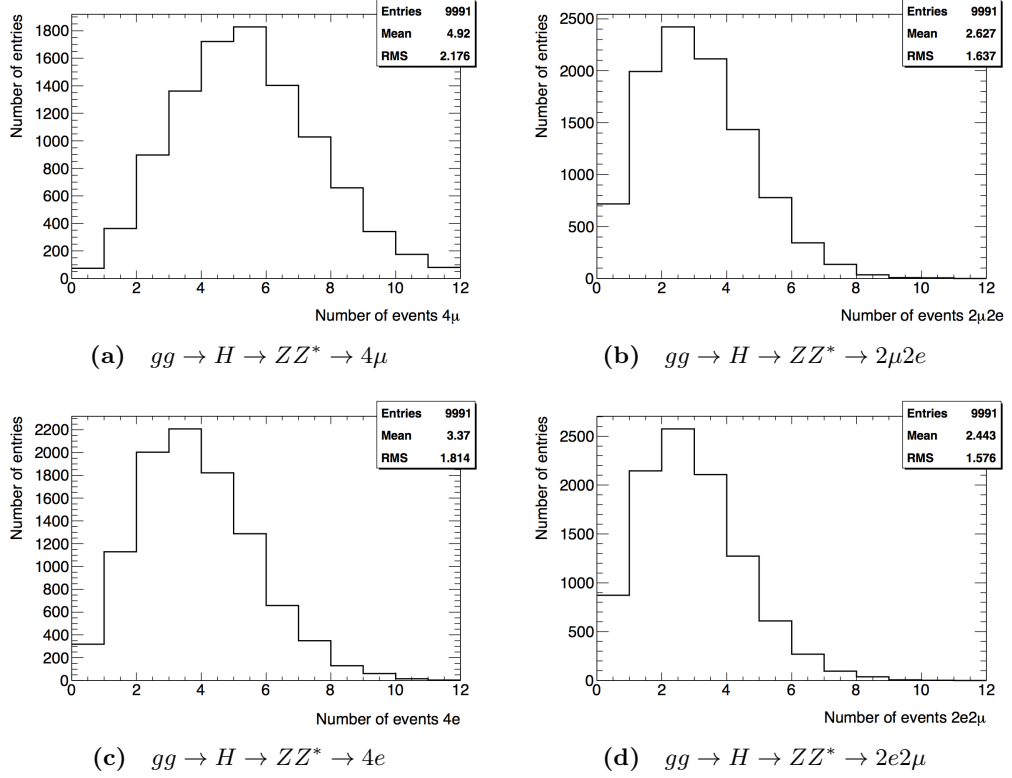 Entries 9991
Mean 4.92
RMS 2.176
Number of entries
1800
1600
1400
1200
1000
800
600
400
200
0
0 2 4 6 8 10 12
Number of events 4μ
(a) gg → H → ZZ* → 4μ
Entries 9991
Mean 2.627
RMS 1.637
Number of entries
2500
2000
1500
1000
500
0
0 2 4 6 8 10 12
Number of events 2μ2e
(b) gg → H → ZZ* → 2μ2e
Entries 9991
Mean 3.37
RMS 1.814
Number of entries
2200
2000
1800
1600
1400
1200
1000
800
600
400
200
0
0 2 4 6 8 10 12
Number of events 4e
(c) gg → H → ZZ* → 4e
Entries 9991
Mean 2.443
RMS 1.576
Number of entries
2500
2000
1500
1000
500
0
0 2 4 6 8 10 12
Number of events 2e2μ
(d) gg → H → ZZ* → 2e2μ